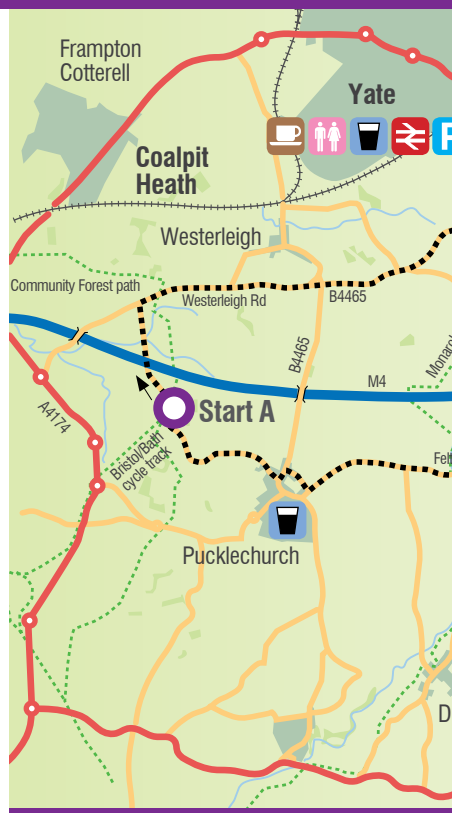 Frampton
Cotterell
Yate
P
Coalpit
Heath
Westerleigh
Community Forest path
Westerleigh Rd
B4465
B4465
M4
A4174
Start A
Bristol/Bath
cycle track
Pucklechurch